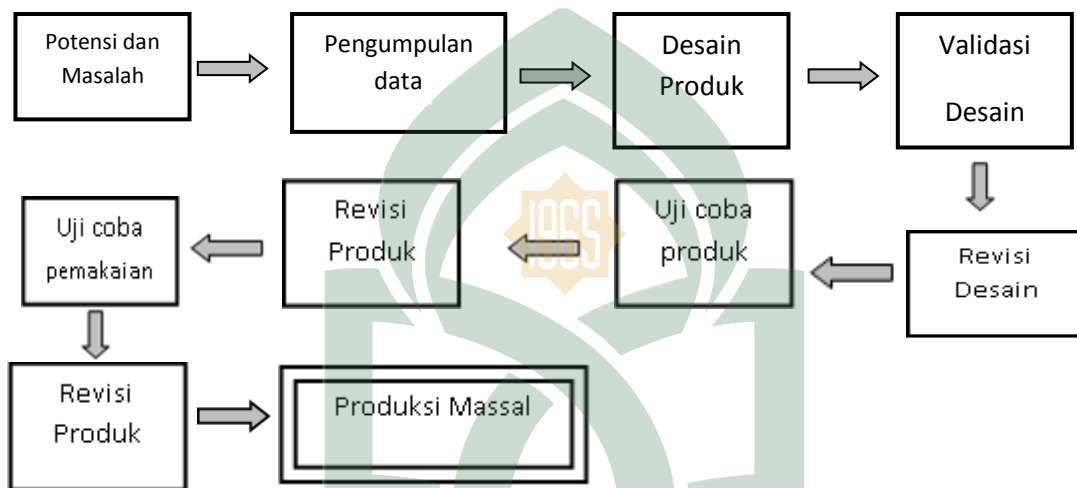 Potensi dan
Masalah
Pengumpulan
data
Desain
Produk
Validasi
Desain
Revisi
Desain
Uji coba
produk
1965
Revisi
Produk
Uji coba
pemakaian
Revisi
Produk
Produksi Massal